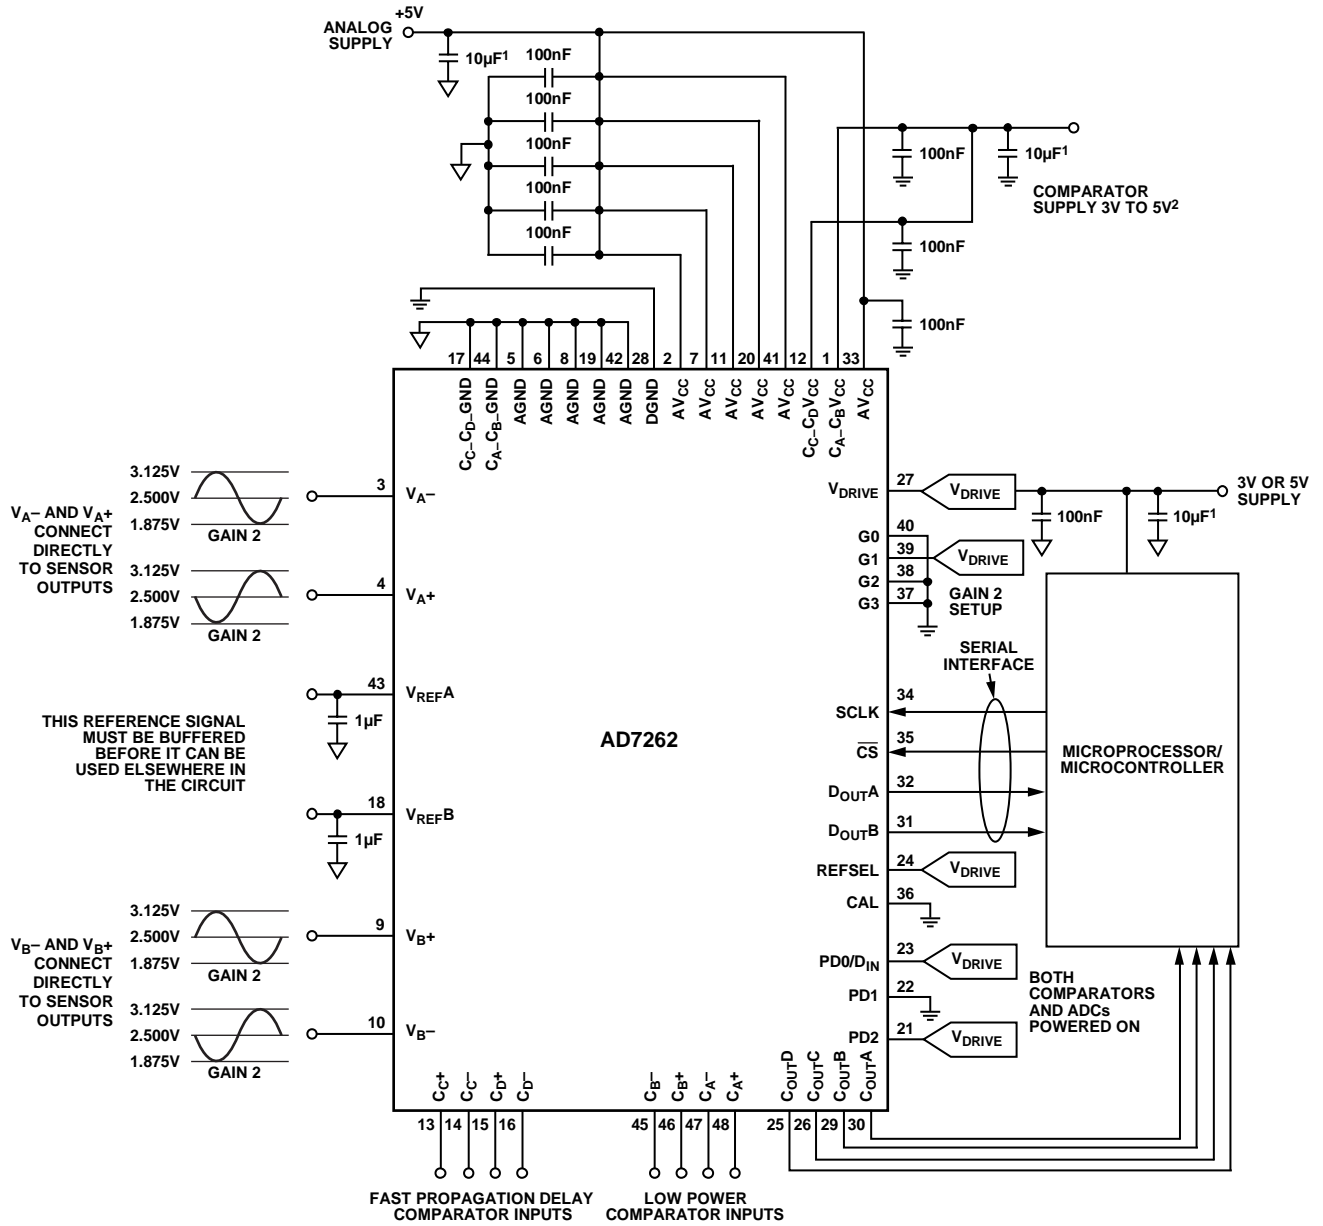 +5V
ANALOG
SUPPLY
10µF1
100nF
100nF
100nF
100nF
100nF
100nF
10µF1
COMPARATOR
SUPPLY 3V TO 5V2
100nF
100nF
17 44 5 6 8 19 42 28 2 7 11 20 41 12 1 33
CC–CD–GND
CA–CB–GND
AGND
AGND
AGND
AGND
AGND
DGND
AVCC
AVCC
AVCC
AVCC
AVCC
CC–CDVCC
CA–CBVCC
AVCC
VA– AND VA+
CONNECT
DIRECTLY
TO SENSOR
OUTPUTS
3.125V
2.500V
1.875V
GAIN 2
3
VA–
3.125V
2.500V
1.875V
GAIN 2
4
VA+
43
VREFA
1µF
THIS REFERENCE SIGNAL
MUST BE BUFFERED
BEFORE IT CAN BE
USED ELSEWHERE IN
THE CIRCUIT
18
VREFB
1µF
AD7262
VB– AND VB+
CONNECT
DIRECTLY
TO SENSOR
OUTPUTS
3.125V
2.500V
1.875V
GAIN 2
9
VB+
3.125V
2.500V
1.875V
GAIN 2
10
VB–
VDRIVE
27
VDRIVE
3V OR 5V
SUPPLY
100nF
10µF1
G0
40
G1
39
VDRIVE
G2
38
G3
37
GAIN 2
SETUP
SERIAL
INTERFACE
SCLK
34
CS
35
DOUTA
32
DOUTB
31
MICROPROCESSOR/
MICROCONTROLLER
REFSEL
24
VDRIVE
CAL
36
PD0/DIN
23
VDRIVE
PD1
22
PD2
21
VDRIVE
BOTH
COMPARATORS
AND ADCs
POWERED ON
CC+
CC–
CD+
CD–
CB–
CB+
CA–
CA+
COUTD
COUTC
COUTB
COUTA
13 14 15 16 45 46 47 48 25 26 29 30
FAST PROPAGATION DELAY
COMPARATOR INPUTS
LOW POWER
COMPARATOR INPUTS